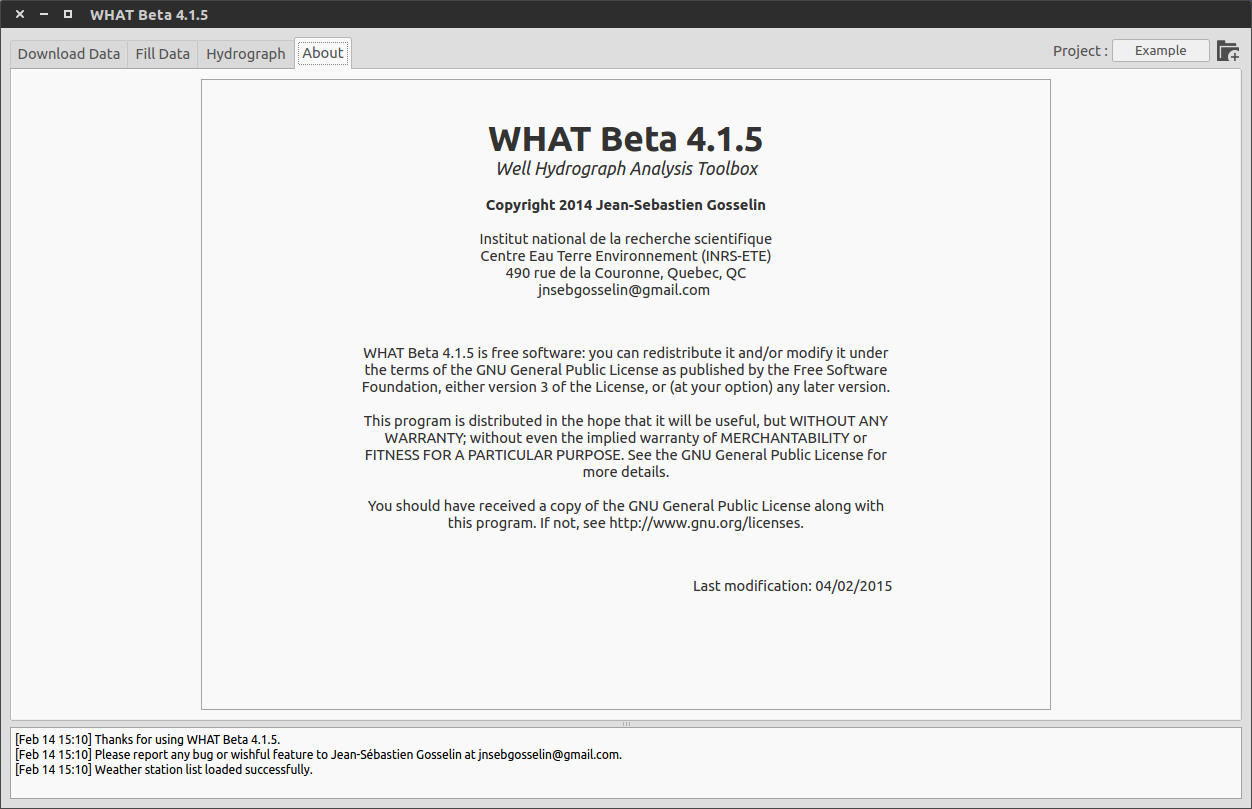 WHAT Beta 4.1.5
Download Data Fill Data Hydrograph About Project : Example
WHAT Beta 4.1.5
Well Hydrograph Analysis Toolbox
Copyright 2014 Jean-Sebastien Gosselin
Institut national de la recherche scientifique
Centre Eau Terre Environnement (INRS-ETE)
490 rue de la Couronne, Quebec, QC
jnsebgosselin@gmail.com
WHAT Beta 4.1.5 is free software: you can redistribute it and/or modify it under
the terms of the GNU General Public License as published by the Free Software
Foundation, either version 3 of the License, or (at your option) any later version.
This program is distributed in the hope that it will be useful, but WITHOUT ANY
WARRANTY; without even the implied warranty of MERCHANTABILITY or
FITNESS FOR A PARTICULAR PURPOSE. See the GNU General Public License for
more details.
You should have received a copy of the GNU General Public License along with
this program. If not, see http://www.gnu.org/licenses.
Last modification: 04/02/2015
[Feb 14 15:10] Thanks for using WHAT Beta 4.1.5.
[Feb 14 15:10] Please report any bug or wishful feature to Jean-Sébastien Gosselin at jnsebgosselin@gmail.com.
[Feb 14 15:10] Weather station list loaded successfully.